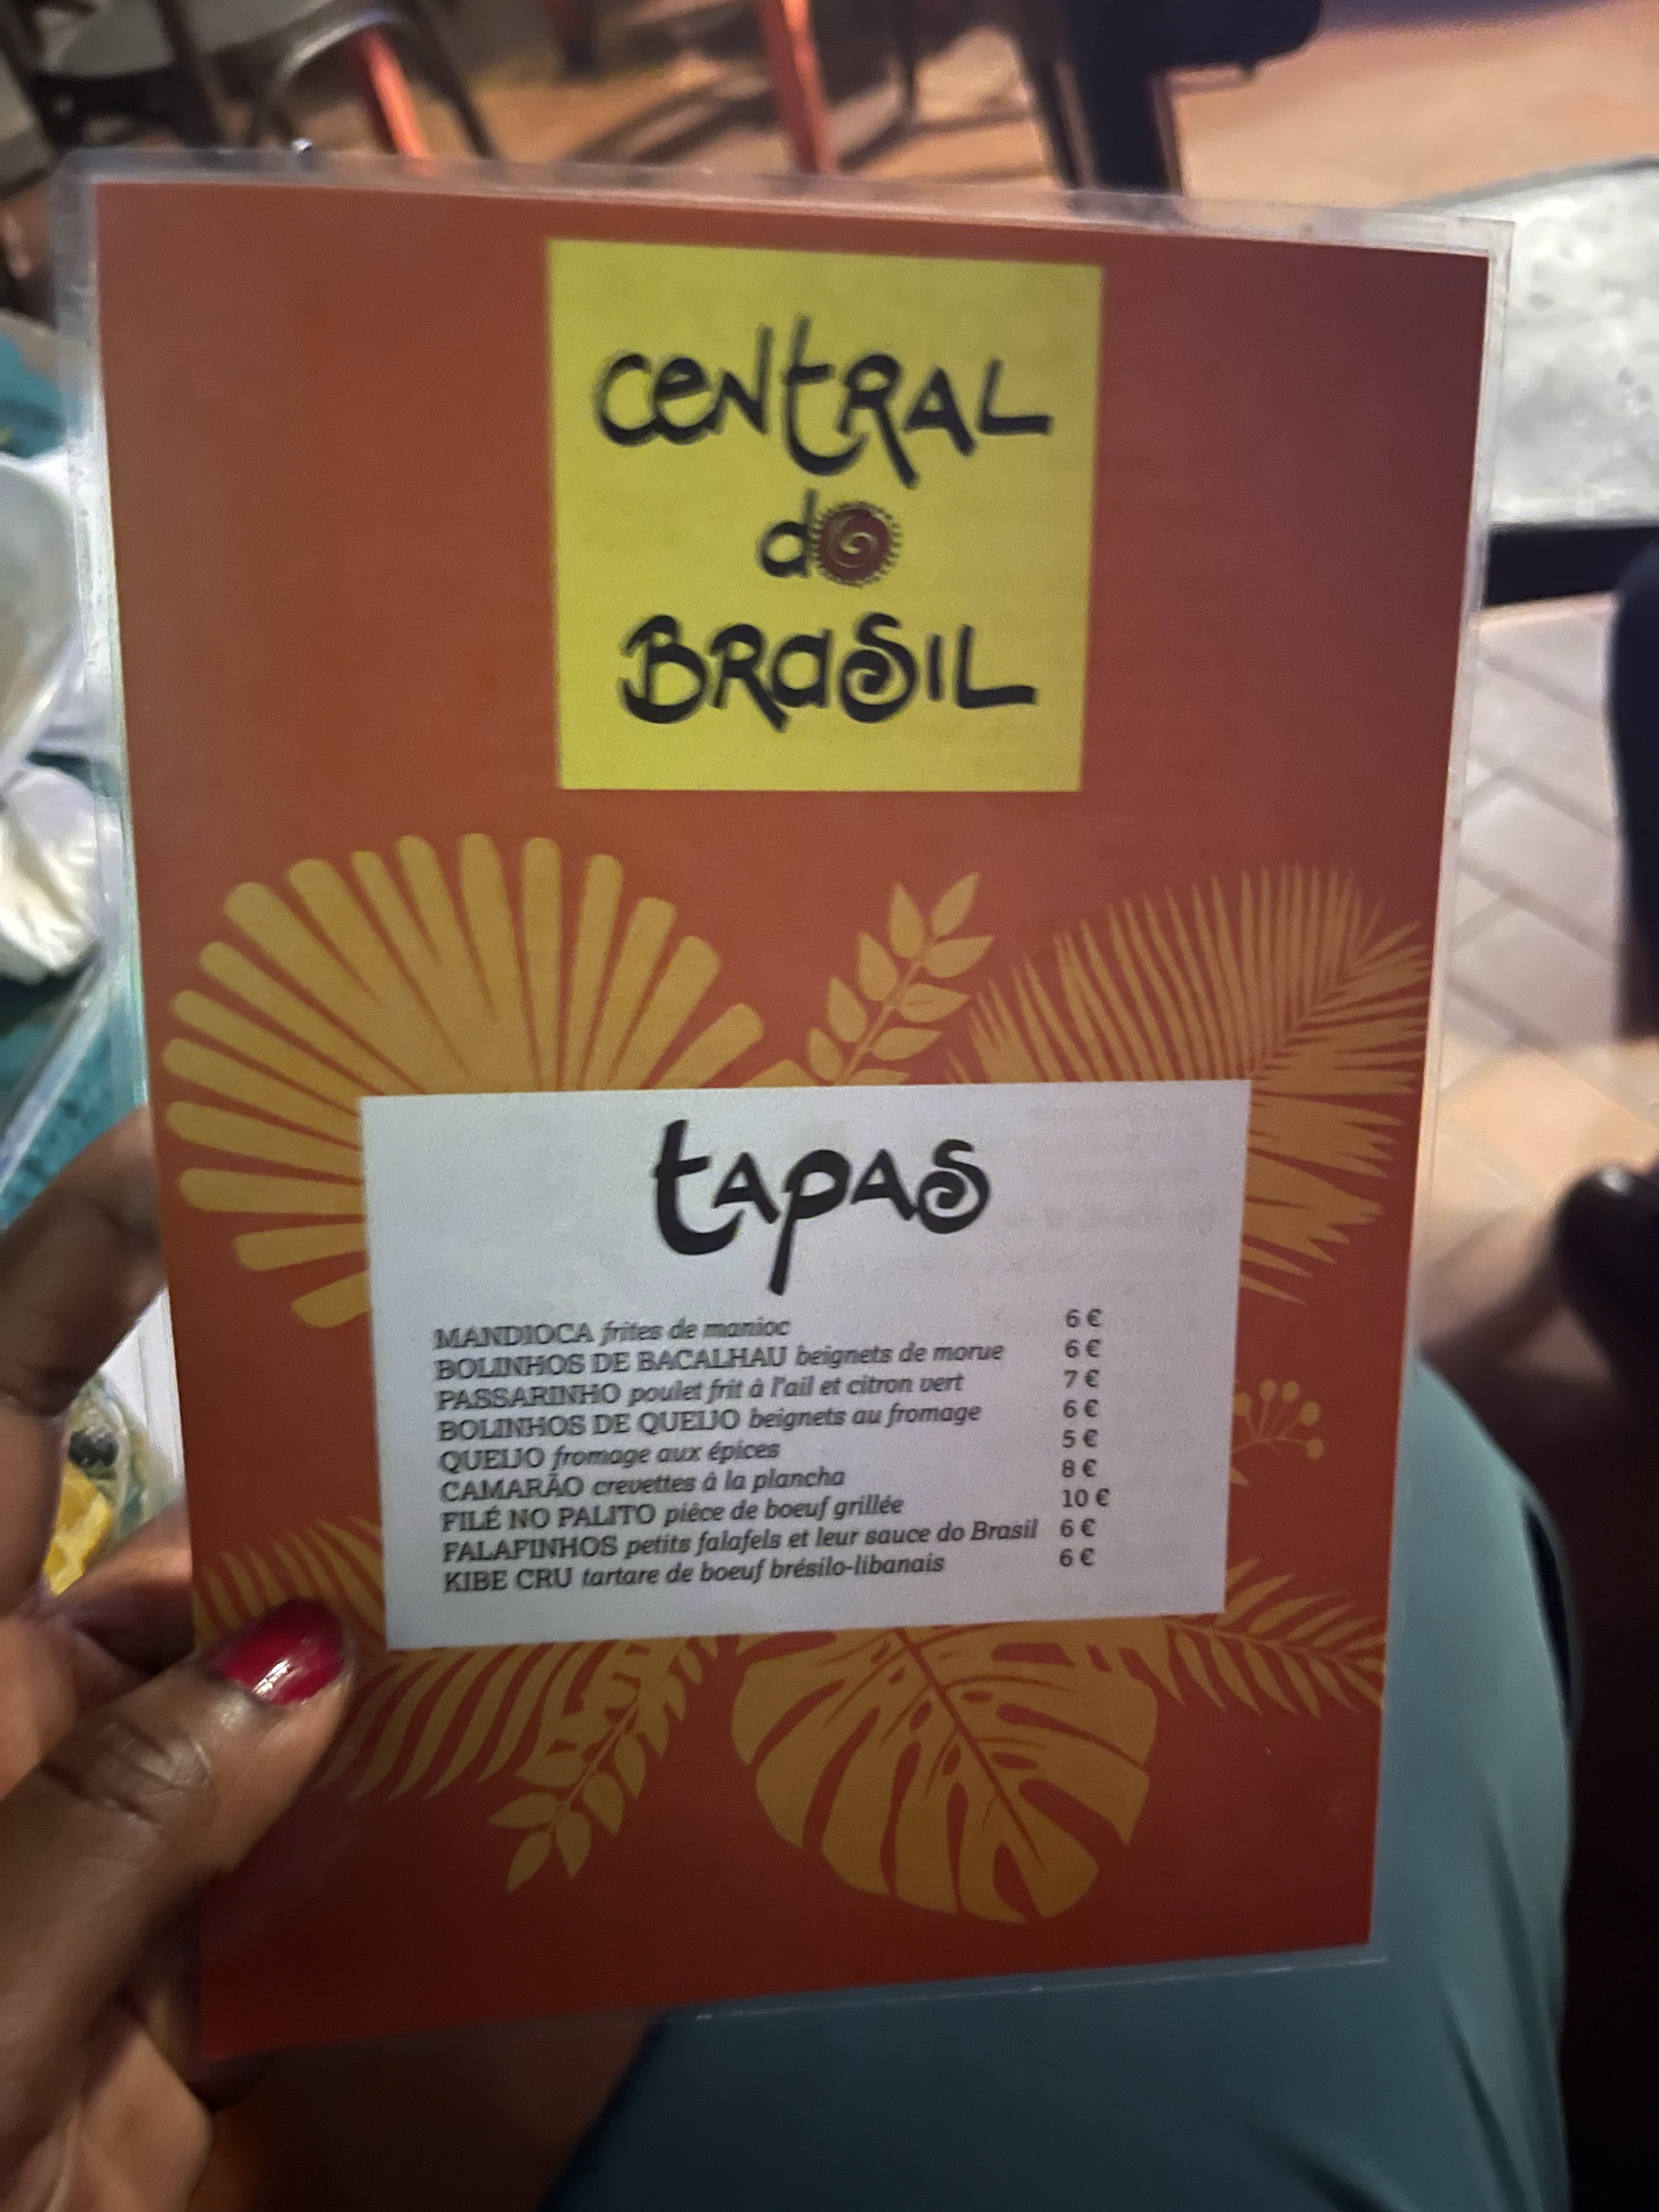 CENTRAL
do
BRASIL
tapas
MANDIOCA frites de manioc 6 €
BOLINHOS DE BACALHAU beignets de morue 6 €
PASSARINHO poulet frit à l'ail et citron vert 7 €
BOLINHOS DE QUEIJO beignets au fromage 6 €
QUEIJO fromage aux épices 5 €
CAMARÃO crevettes à la plancha 8 €
FILÉ NO PALITO pièce de boeuf grillée 10 €
FALAFINHOS petits falafels et leur sauce do Brasil 6 €
KIBE CRU tartare de boeuf brésilo-libanais 6 €